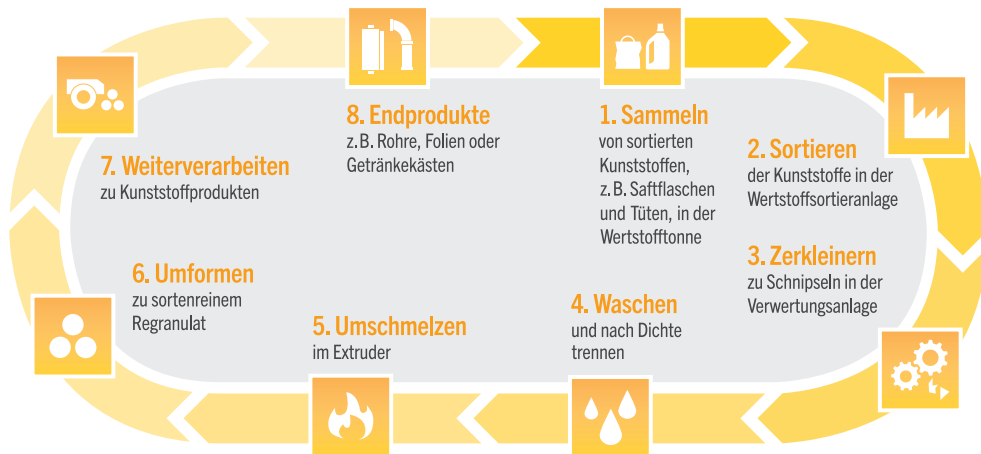 1. Sammeln
von sortierten
Kunststoffen,
z.B. Saftflaschen
und Tüten, in der
Wertstofftonne
2. Sortieren
der Kunststoffe in der
Wertstoffsortieranlage
3. Zerkleinern
zu Schnipseln in der
Verwertungsanlage
4. Waschen
und nach Dichte
trennen
5. Umschmelzen
im Extruder
6. Umformen
zu sortenreinem
Regranulat
7. Weiterverarbeiten
zu Kunststoffprodukten
8. Endprodukte
z.B. Rohre, Folien oder
Getränkekästen